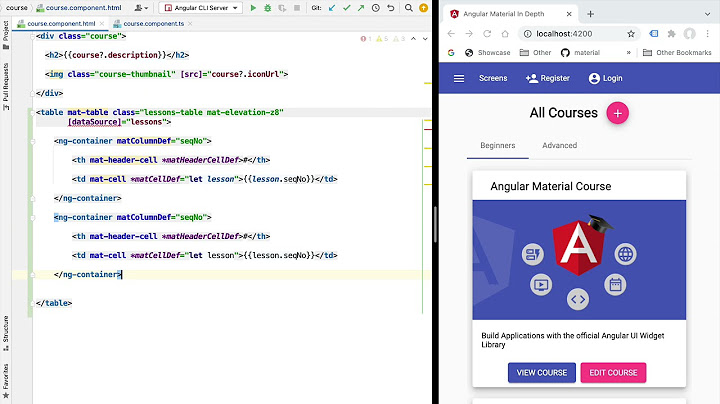 course
course.component.html
Angular CLI Server
Git:
course.component.html
course.component.ts
Project
Pull Requests
Structure
Favorites
<div class="course">
<h2>{{course?.description}}</h2>
<img class="course-thumbnail" [src]="course?.iconUrl">
</div>
<table mat-table class="lessons-table mat-elevation-z8"
[dataSource]="lessons">
<ng-container matColumnDef="seqNo">
<th mat-header-cell *matHeaderCellDef>#</th>
<td mat-cell *matCellDef="let lesson">{{lesson.seqNo}}</td>
</ng-container>
<ng-container matColumnDef="seqNo">
<th mat-header-cell *matHeaderCellDef>#</th>
<td mat-cell *matCellDef="let lesson">{{lesson.seqNo}}</td>
</ng-container>
</table>
Angular Material In Depth
localhost:4200
Showcase
Other
material
»
Other Bookmarks
Screens
Register
Login
All Courses
+
Beginners
Advanced
Angular Material Course
A
Build Applications with the official Angular UI Widget
Library
VIEW COURSE
EDIT COURSE